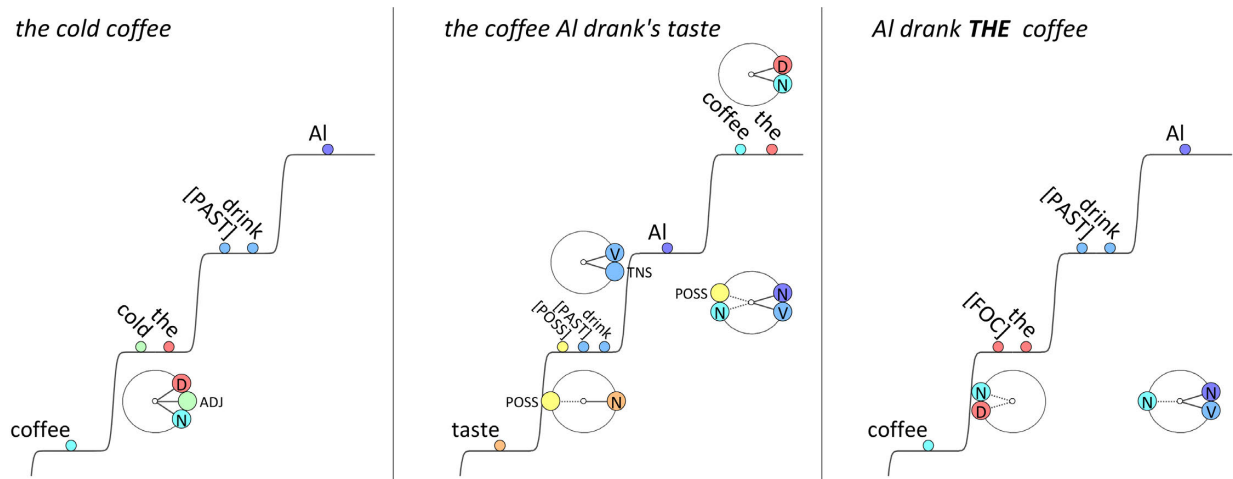 the cold coffee
Al
[PAST]
drink
cold
the
D
ADJ
N
coffee
the coffee Al drank's taste
D
N
coffee
the
Al
V
TNS
POSS
N
N
V
[POSS]
[PAST]
drink
POSS
N
taste
Al drank THE coffee
Al
[PAST]
drink
[FOC]
the
N
D
N
N
V
coffee